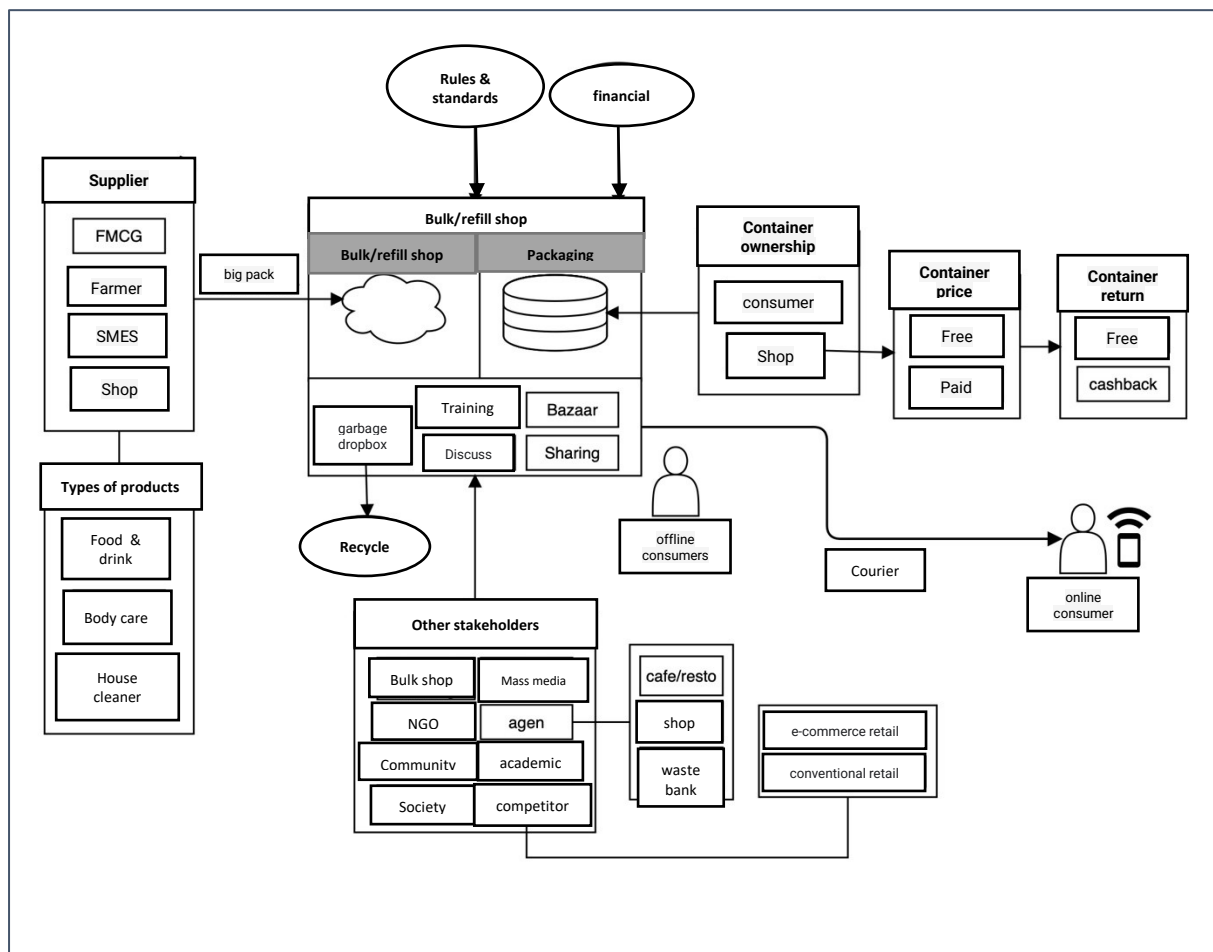 Rules &
standards
financial
Supplier
FMCG
Farmer
SMES
Shop
big pack
Bulk/refill shop
Bulk/refill shop
Packaging
Training
Bazaar
garbage
dropbox
Discuss
Sharing
Recycle
Container
ownership
consumer
Shop
Container
price
Free
Paid
Container
return
Free
cashback
Types of products
Food & drink
Body care
House
cleaner
offline
consumers
Courier
online
consumer
Other stakeholders
Bulk shop
Mass media
NGO
agen
Community
academic
Society
competitor
cafe/resto
shop
waste
bank
e-commerce retail
conventional retail